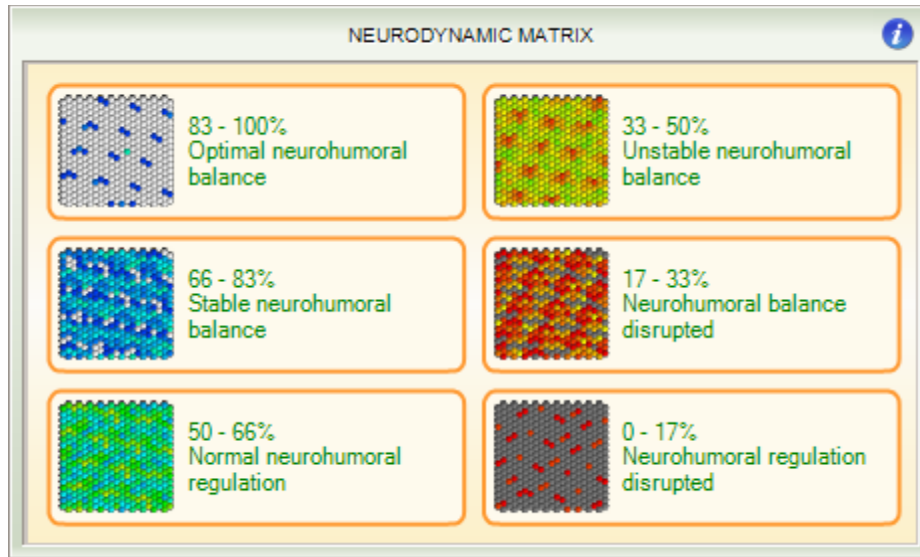 NEURODYNAMIC MATRIX
i
83 - 100%
Optimal neurohumoral
balance
33 - 50%
Unstable neurohumoral
balance
66 - 83%
Stable neurohumoral
balance
17 - 33%
Neurohumoral balance
disrupted
50 - 66%
Normal neurohumoral
regulation
0 - 17%
Neurohumoral regulation
disrupted